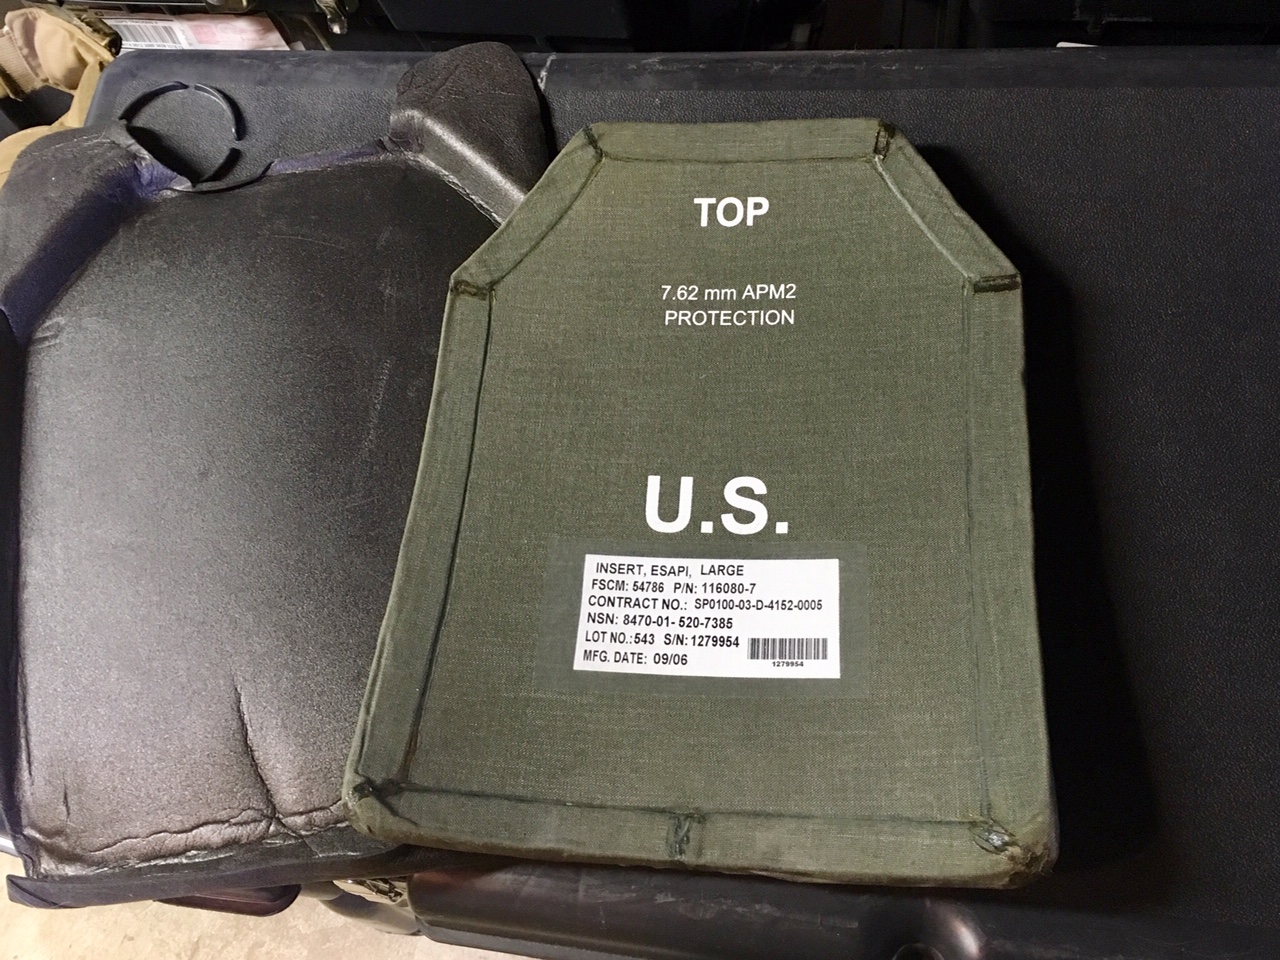 TOP
7.62 mm APM2
PROTECTION
U.S.
INSERT, ESAPI, LARGE
FSCM: 54786 P/N: 116080-7
CONTRACT NO.: SP0100-03-D-4152-0005
NSN: 8470-01- 520-7385
LOT NO.: 543 S/N: 1279954
1279954
MFG. DATE: 09/06